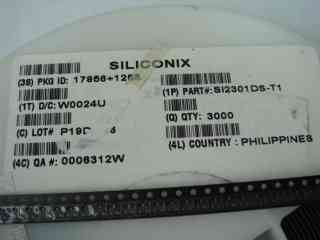 SILICONIX
(3S) PKG ID: 17856+1268
(1P) PART#: SI2301DS-T1
(1T) D/C: W0024U
(Q) QTY: 3000
(C) LOT#
(4L) COUNTRY : PHILIPPINES
(4C) QA #: 0006312W